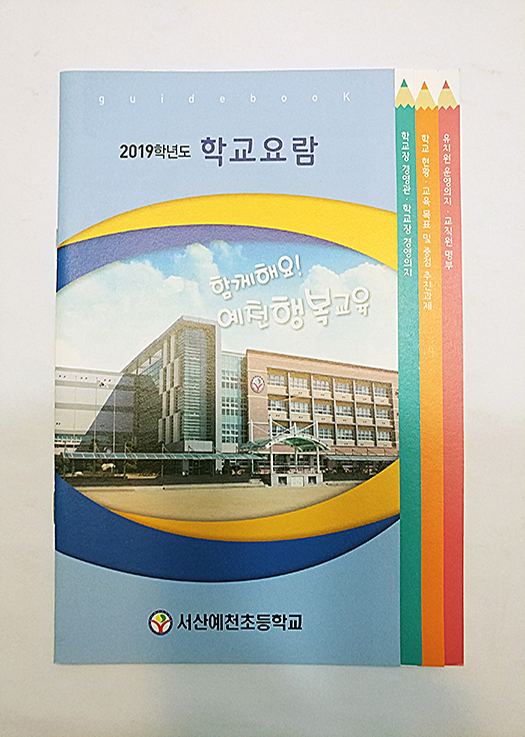 guidebooK
2019학년도 학교요람
함께해요!
예천행복교육
서산예천초등학교
학교장 경영관 · 학교장 경영의지
학교 현황 · 교육 목표 및 중점 추진과제
유치원 운영의지 · 교직원 명부